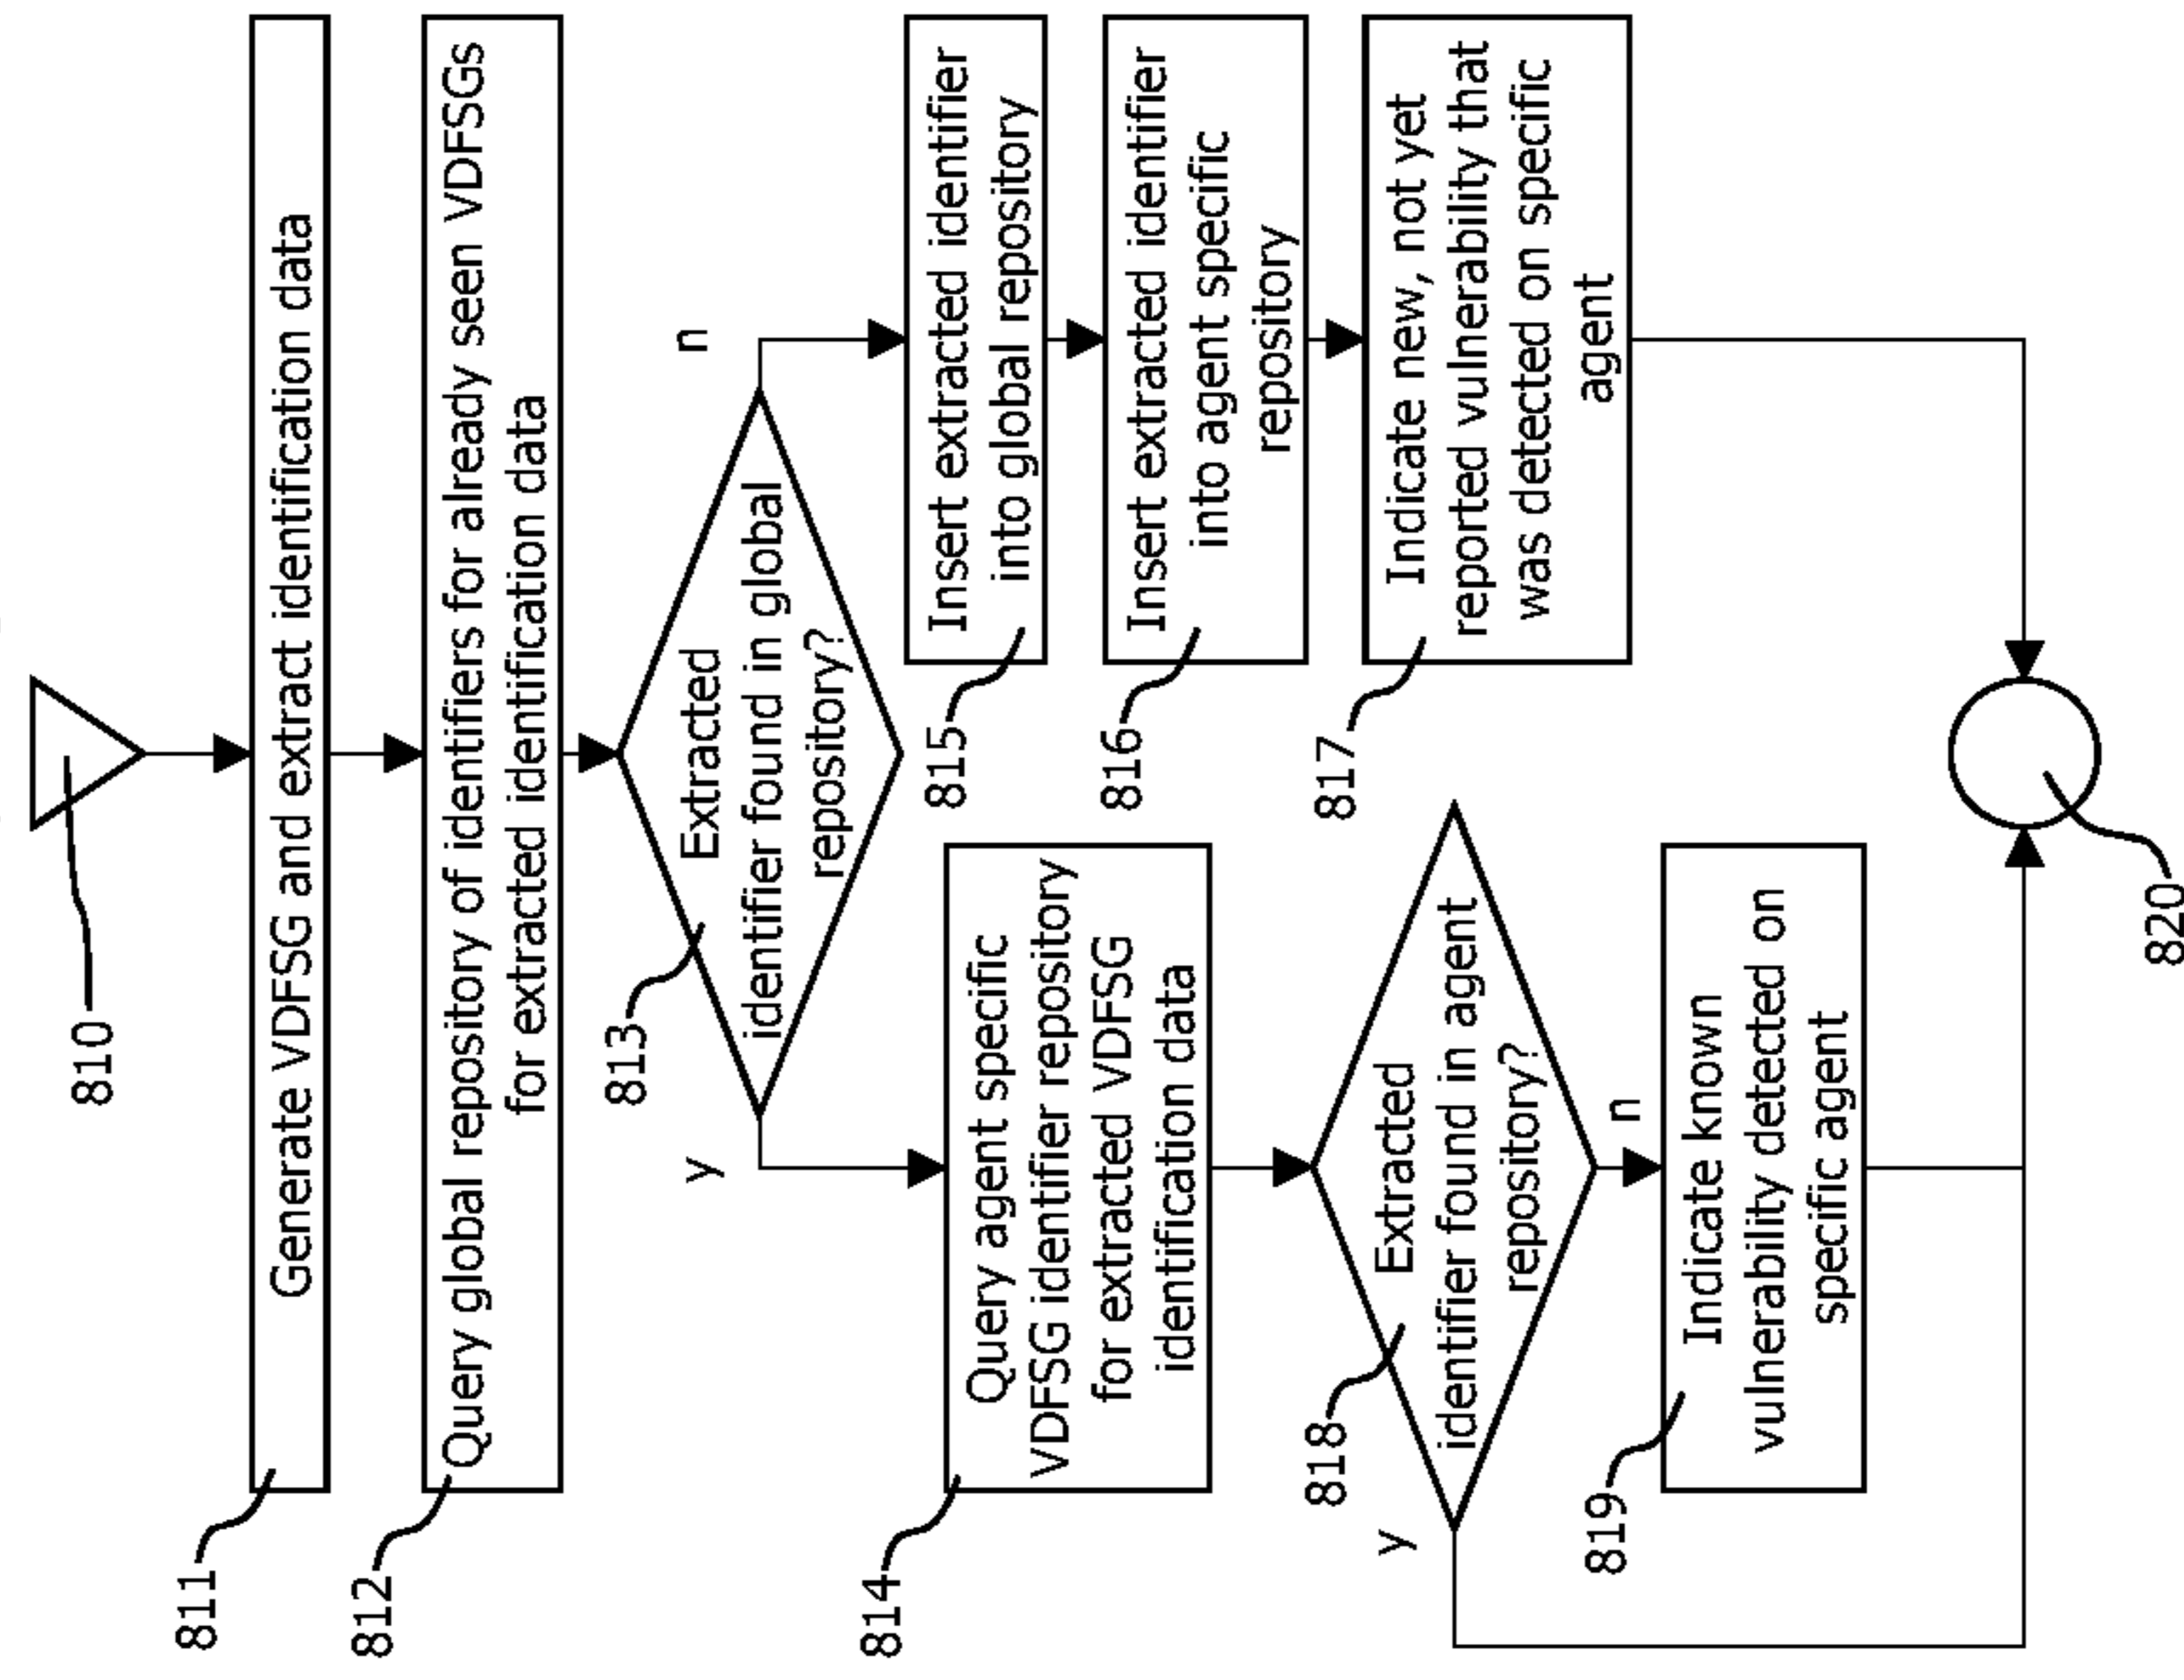 810
811
Generate VDFSG and extract identification data
812
Query global repository of identifiers for already seen VDFSGs
for extracted identification data
813
Extracted
identifier found in global
repository?
y
n
814
Query agent specific
VDFSG identifier repository
for extracted VDFSG
identification data
815
Insert extracted identifier
into global repository
816
Insert extracted identifier
into agent specific
repository
817
Indicate new, not yet
reported vulnerability that
was detected on specific
agent
818
Extracted
identifier found in agent
repository?
y
n
819
Indicate known
vulnerability detected on
specific agent
820